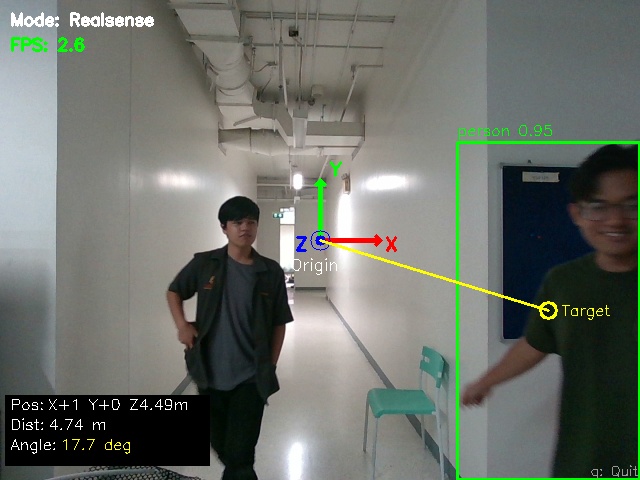 Mode: Realsense
FPS: 2.6
person 0.95
Y
Z
X
Origin
Target
Pos: X+1 Y+0 Z4.49m
Dist: 4.74 m
Angle: 17.7 deg
q: Quit